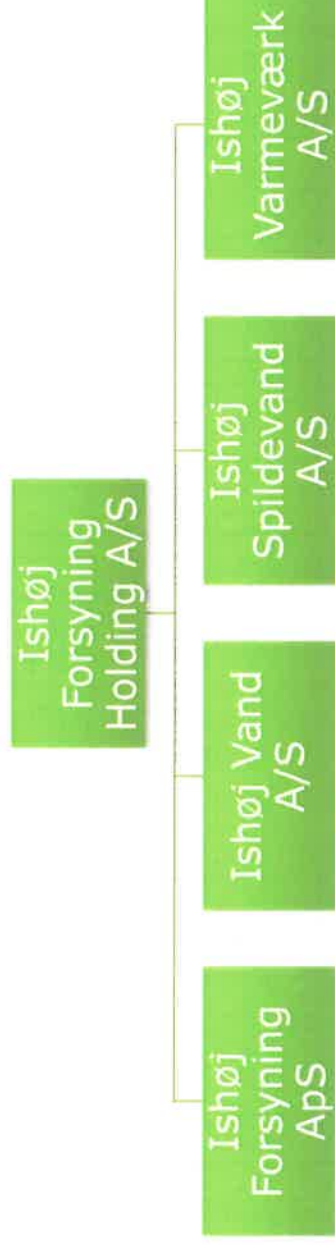 Ishøj
Forsyning
Holding A/S
Ishøj
Forsyning
ApS
Ishøj Vand
A/S
Ishøj
Spildevand
A/S
Ishøj
Varmeværk
A/S